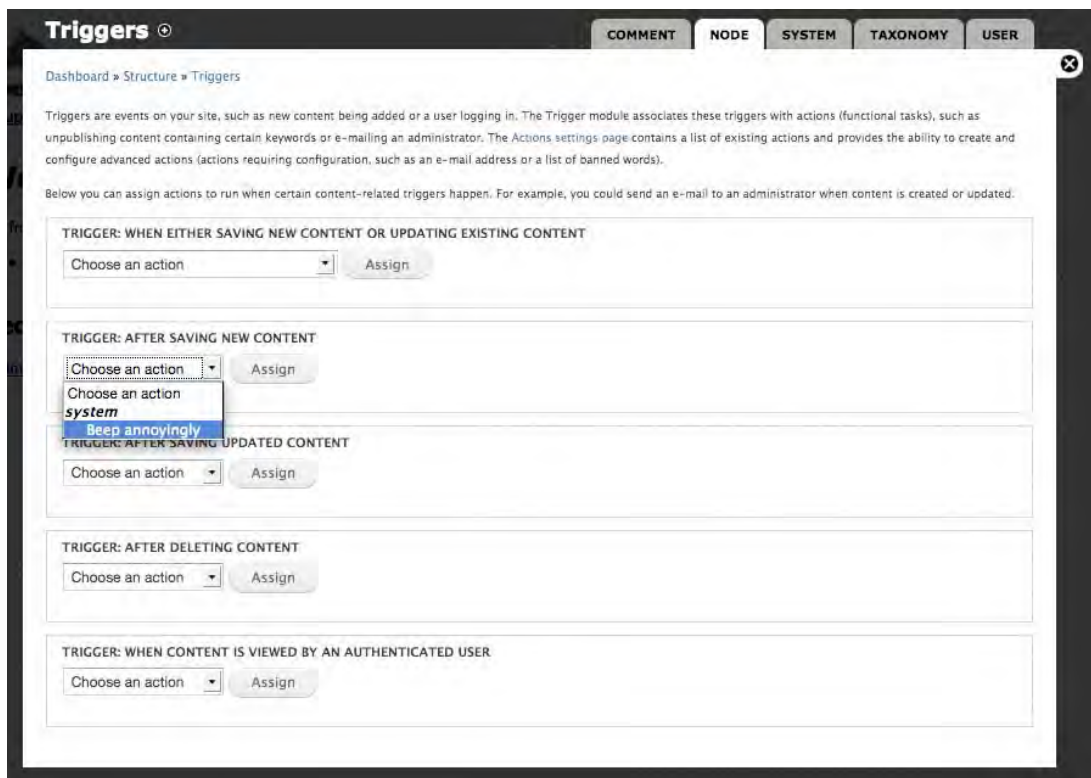 Triggers
COMMENT NODE SYSTEM TAXONOMY USER
Dashboard » Structure » Triggers
Triggers are events on your site, such as new content being added or a user logging in. The Trigger module associates these triggers with actions (functional tasks), such as
unpublishing content containing certain keywords or e-mailing an administrator. The Actions settings page contains a list of existing actions and provides the ability to create and
configure advanced actions (actions requiring configuration, such as an e-mail address or a list of banned words).
Below you can assign actions to run when certain content-related triggers happen. For example, you could send an e-mail to an administrator when content is created or updated.
TRIGGER: WHEN EITHER SAVING NEW CONTENT OR UPDATING EXISTING CONTENT
Choose an action Assign
TRIGGER: AFTER SAVING NEW CONTENT
Choose an action Assign
Choose an action
system
Beep annoyingly
TRIGGER: AFTER SAVING UPDATED CONTENT
Choose an action Assign
TRIGGER: AFTER DELETING CONTENT
Choose an action Assign
TRIGGER: WHEN CONTENT IS VIEWED BY AN AUTHENTICATED USER
Choose an action Assign